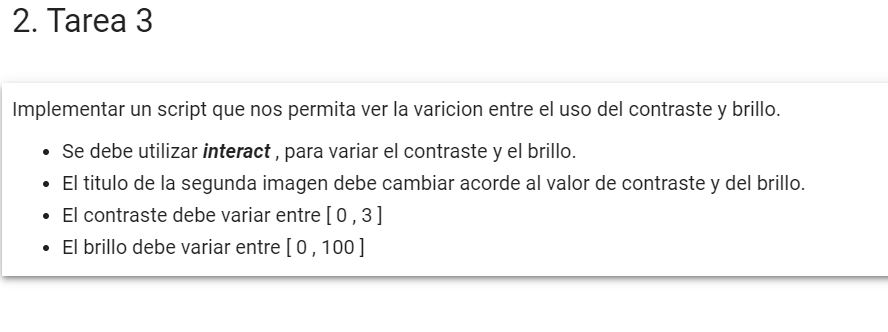 2. Tarea 3
Implementar un script que nos permita ver la varicion entre el uso del contraste y brillo.
• Se debe utilizar interact , para variar el contraste y el brillo.
• El titulo de la segunda imagen debe cambiar acorde al valor de contraste y del brillo.
• El contraste debe variar entre [ 0 , 3 ]
• El brillo debe variar entre [ 0 , 100 ]